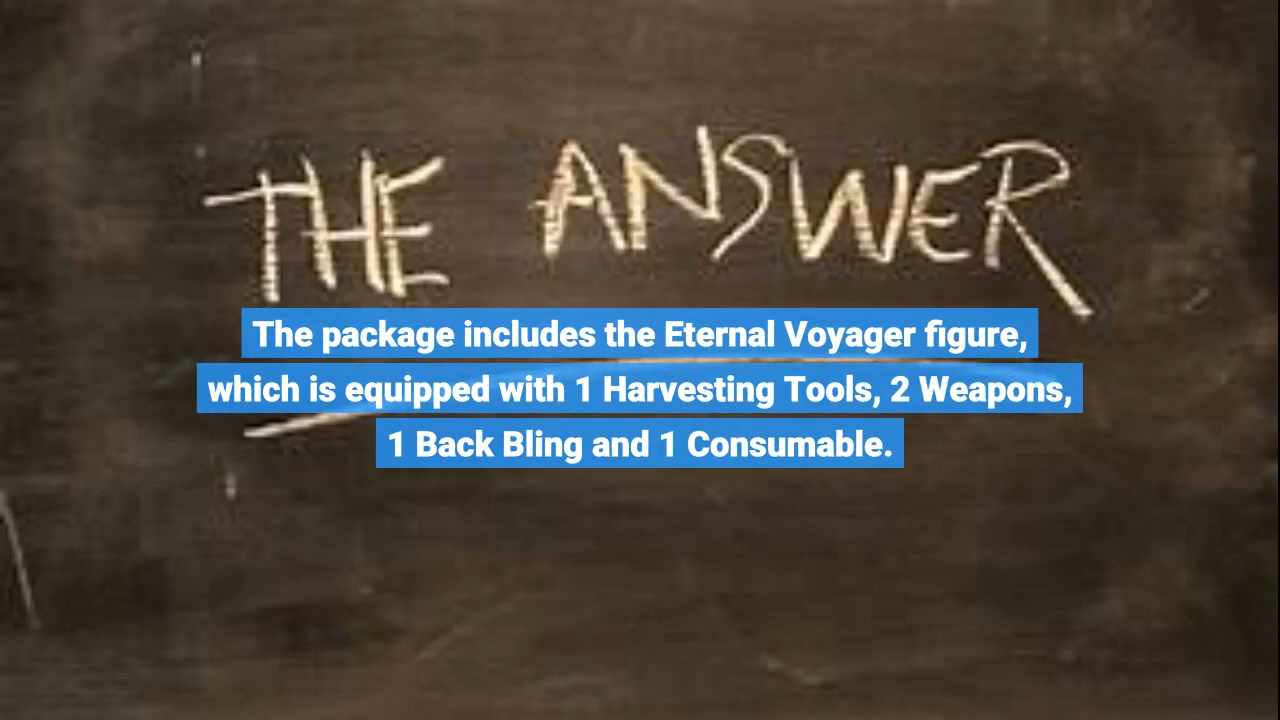 THE ANSWER
The package includes the Eternal Voyager figure,
which is equipped with 1 Harvesting Tools, 2 Weapons,
1 Back Bling and 1 Consumable.